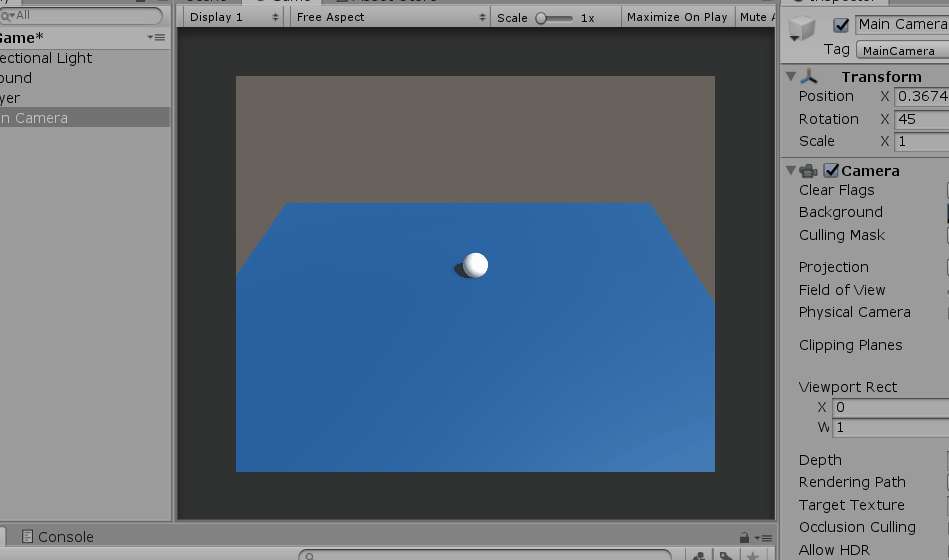 All
Game*
ectional Light
ound
yer
n Camera
Display 1
Free Aspect
Scale
1x
Maximize On Play
Mute A
Main Camera
Tag
MainCamera
Transform
Position X 0.3674
Rotation X 45
Scale X 1
Camera
Clear Flags
Background
Culling Mask
Projection
Field of View
Physical Camera
Clipping Planes
Viewport Rect
X 0
W 1
Depth
Rendering Path
Target Texture
Occlusion Culling
Allow HDR
Console